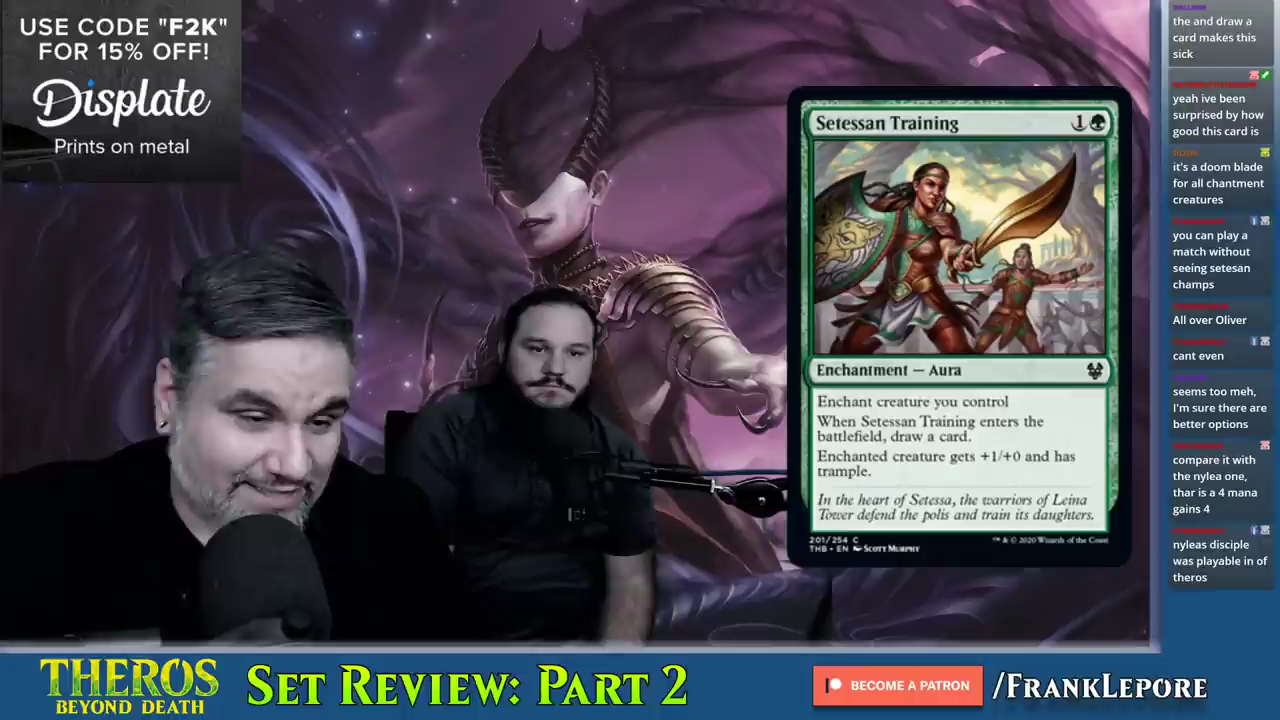 USE CODE "F2K"
FOR 15% OFF!
Displate
Prints on metal
Setessan Training
1
Enchantment — Aura
Enchant creature you control
When Setessan Training enters the
battlefield, draw a card.
Enchanted creature gets +1/+0 and has
trample.
In the heart of Setessa, the warriors of Leina
Tower defend the polis and train its daughters.
201/254 C
THB • EN Scott Murphy
™ & © 2020 Wizards of the Coast
the and draw a
card makes this
sick
yeah ive been
surprised by how
good this card is
it's a doom blade
for all chantment
creatures
you can play a
match without
seeing setesan
champs
All over Oliver
cant even
seems too meh,
I'm sure there are
better options
compare it with
the nylea one,
thar is a 4 mana
gains 4
nyleas disciple
was playable in of
theros
THEROS
BEYOND DEATH
SET REVIEW: PART 2
BECOME A PATRON
/FRANKLEPORE